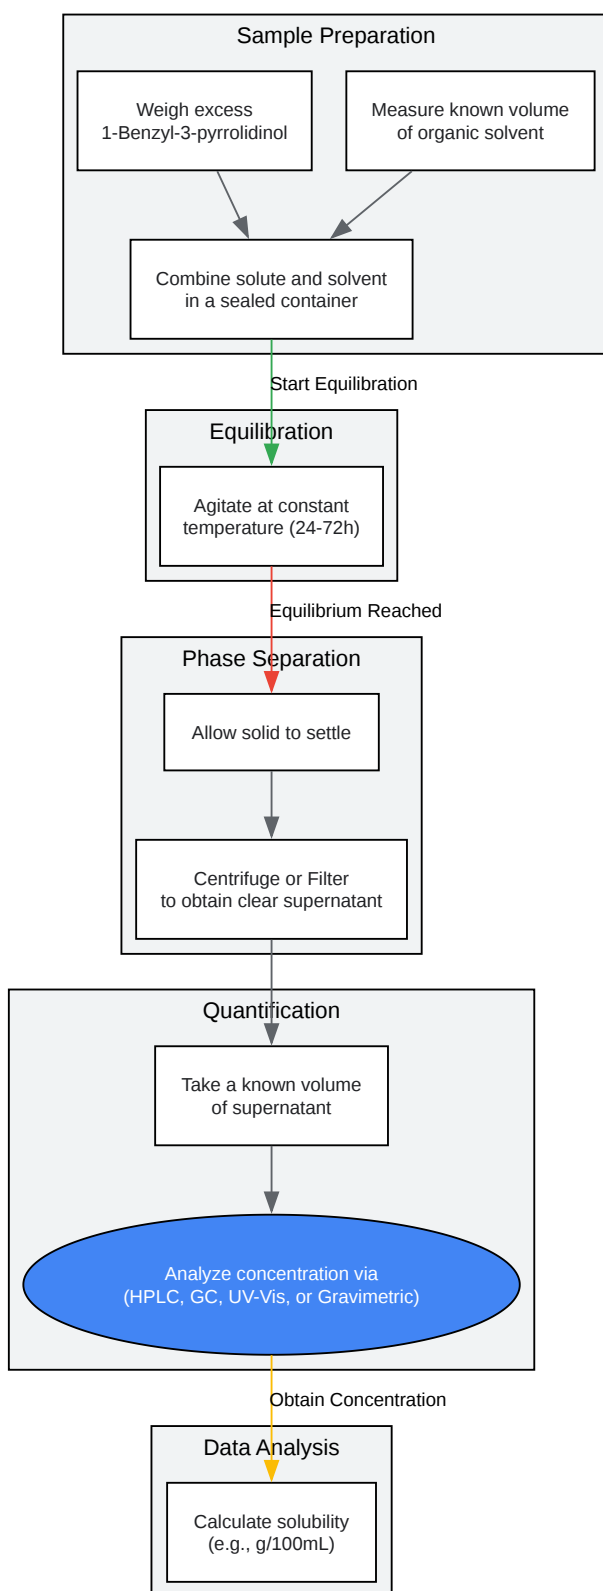 Sample Preparation
Weigh excess
1-Benzyl-3-pyrrolidinol
Measure known volume
of organic solvent
Combine solute and solvent
in a sealed container
Start Equilibration
Equilibration
Agitate at constant
temperature (24-72h)
Equilibrium Reached
Phase Separation
Allow solid to settle
Centrifuge or Filter
to obtain clear supernatant
Quantification
Take a known volume
of supernatant
Analyze concentration via
(HPLC, GC, UV-Vis, or Gravimetric)
Obtain Concentration
Data Analysis
Calculate solubility
(e.g., g/100mL)